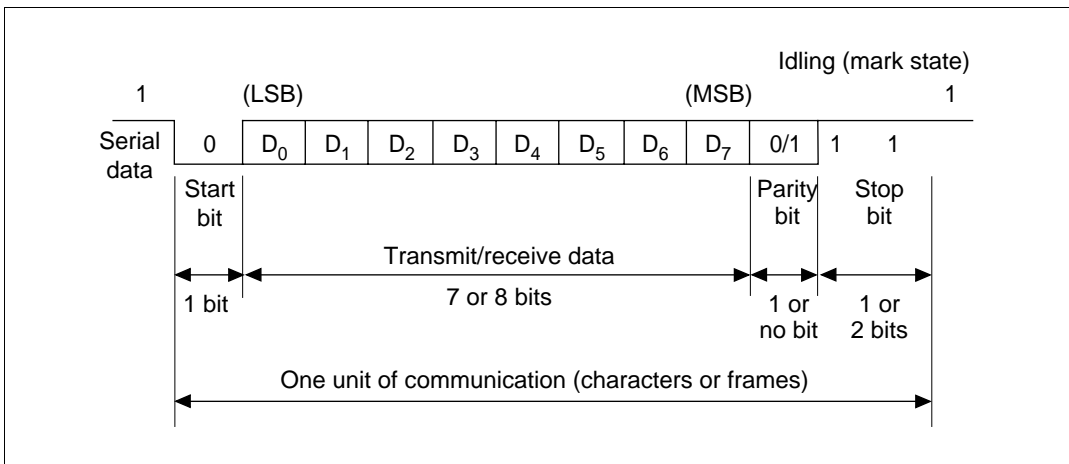 Idling (mark state)
1 (LSB) (MSB) 1
Serial data
0 D₀ D₁ D₂ D₃ D₄ D₅ D₆ D₇ 0/1 1 1
Start bit
Parity bit
Stop bit
Transmit/receive data
1 bit
7 or 8 bits
1 or no bit
1 or 2 bits
One unit of communication (characters or frames)